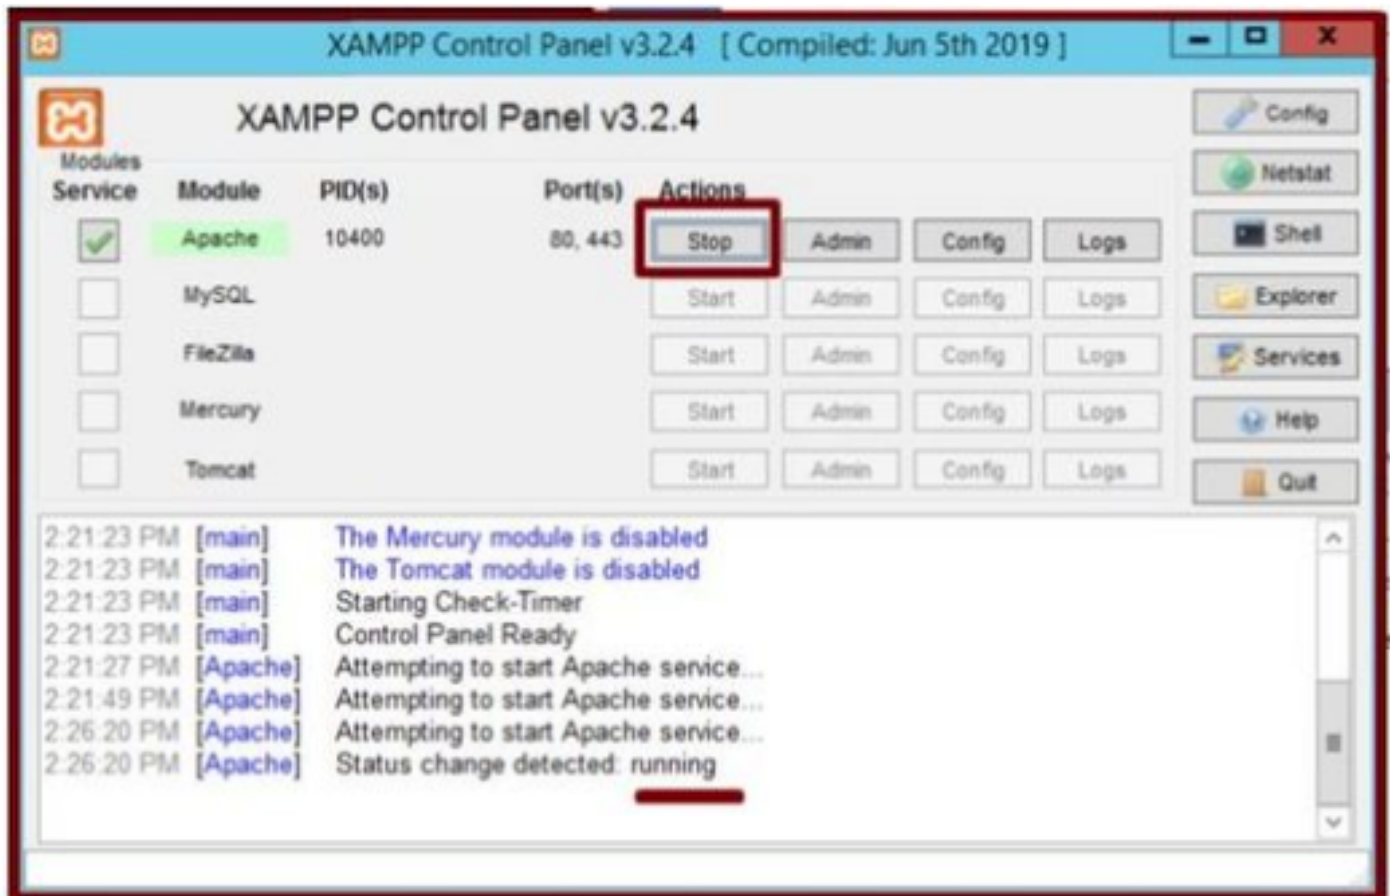 XAMPP Control Panel v3.2.4 [ Compiled: Jun 5th 2019 ]
XAMPP Control Panel v3.2.4
Config
Modules
Service Module PID(s) Port(s) Actions
Netstat
Apache 10400 80, 443 Stop Admin Config Logs
Shell
MySQL Start Admin Config Logs
Explorer
FileZilla Start Admin Config Logs
Services
Mercury Start Admin Config Logs
Help
Tomcat Start Admin Config Logs
Quit
2:21:23 PM [main] The Mercury module is disabled
2:21:23 PM [main] The Tomcat module is disabled
2:21:23 PM [main] Starting Check-Timer
2:21:23 PM [main] Control Panel Ready
2:21:27 PM [Apache] Attempting to start Apache service...
2:21:49 PM [Apache] Attempting to start Apache service...
2:26:20 PM [Apache] Attempting to start Apache service...
2:26:20 PM [Apache] Status change detected: running